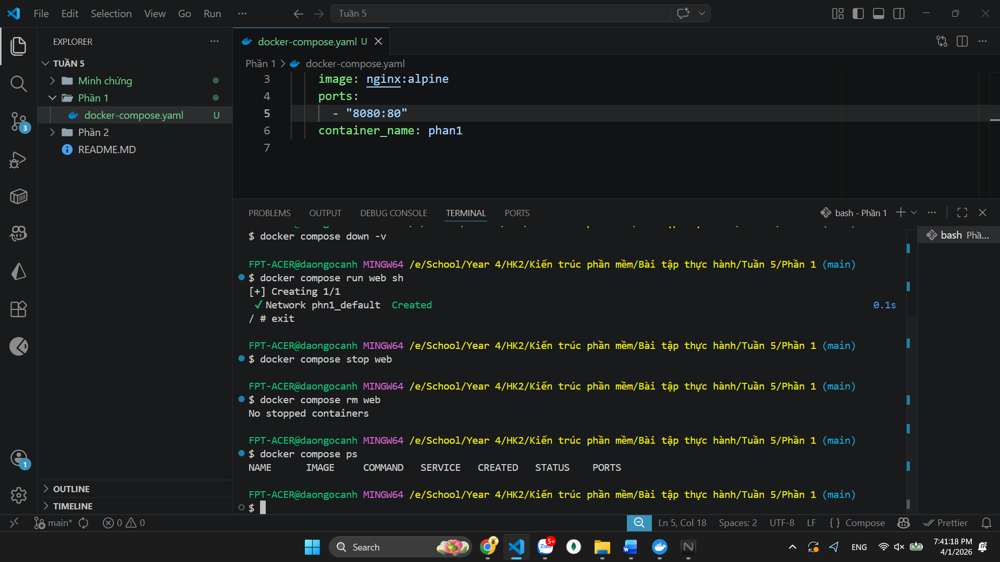 File Edit Selection View Go Run ···
Tuần 5
EXPLORER
TUẦN 5
Minh chứng
Phần 1
docker-compose.yaml U
Phần 2
README.MD
OUTLINE
TIMELINE
3
1
docker-compose.yaml U
Phần 1 > docker-compose.yaml
3 image: nginx:alpine
4 ports:
5 - "8080:80"
6 container_name: phan1
7
PROBLEMS OUTPUT DEBUG CONSOLE TERMINAL PORTS
bash - Phần 1
bash Phầ...
$ docker compose down -v
FPT-ACER@daongocanh MINGW64 /e/School/Year 4/HK2/Kiến trúc phần mềm/Bài tập thực hành/Tuần 5/Phần 1 (main)
$ docker compose run web sh
[+] Creating 1/1
✓ Network phn1_default Created 0.1s
/ # exit
FPT-ACER@daongocanh MINGW64 /e/School/Year 4/HK2/Kiến trúc phần mềm/Bài tập thực hành/Tuần 5/Phần 1 (main)
$ docker compose stop web
FPT-ACER@daongocanh MINGW64 /e/School/Year 4/HK2/Kiến trúc phần mềm/Bài tập thực hành/Tuần 5/Phần 1 (main)
$ docker compose rm web
No stopped containers
FPT-ACER@daongocanh MINGW64 /e/School/Year 4/HK2/Kiến trúc phần mềm/Bài tập thực hành/Tuần 5/Phần 1 (main)
$ docker compose ps
NAME IMAGE COMMAND SERVICE CREATED STATUS PORTS
FPT-ACER@daongocanh MINGW64 /e/School/Year 4/HK2/Kiến trúc phần mềm/Bài tập thực hành/Tuần 5/Phần 1 (main)
$
main* 0 0 Ln 5, Col 18 Spaces: 2 UTF-8 LF { } Compose Prettier
Search
Zalo 5+
ENG
7:41:18 PM
4/1/2026